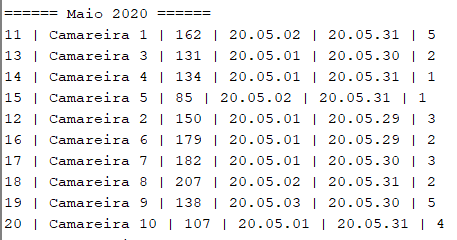 ====== Maio 2020 ======
11 | Camareira 1 | 162 | 20.05.02 | 20.05.31 | 5
13 | Camareira 3 | 131 | 20.05.01 | 20.05.30 | 2
14 | Camareira 4 | 134 | 20.05.01 | 20.05.31 | 1
15 | Camareira 5 | 85 | 20.05.02 | 20.05.31 | 1
12 | Camareira 2 | 150 | 20.05.01 | 20.05.29 | 3
16 | Camareira 6 | 179 | 20.05.01 | 20.05.29 | 2
17 | Camareira 7 | 182 | 20.05.01 | 20.05.30 | 3
18 | Camareira 8 | 207 | 20.05.02 | 20.05.31 | 2
19 | Camareira 9 | 138 | 20.05.03 | 20.05.30 | 5
20 | Camareira 10 | 107 | 20.05.01 | 20.05.31 | 4